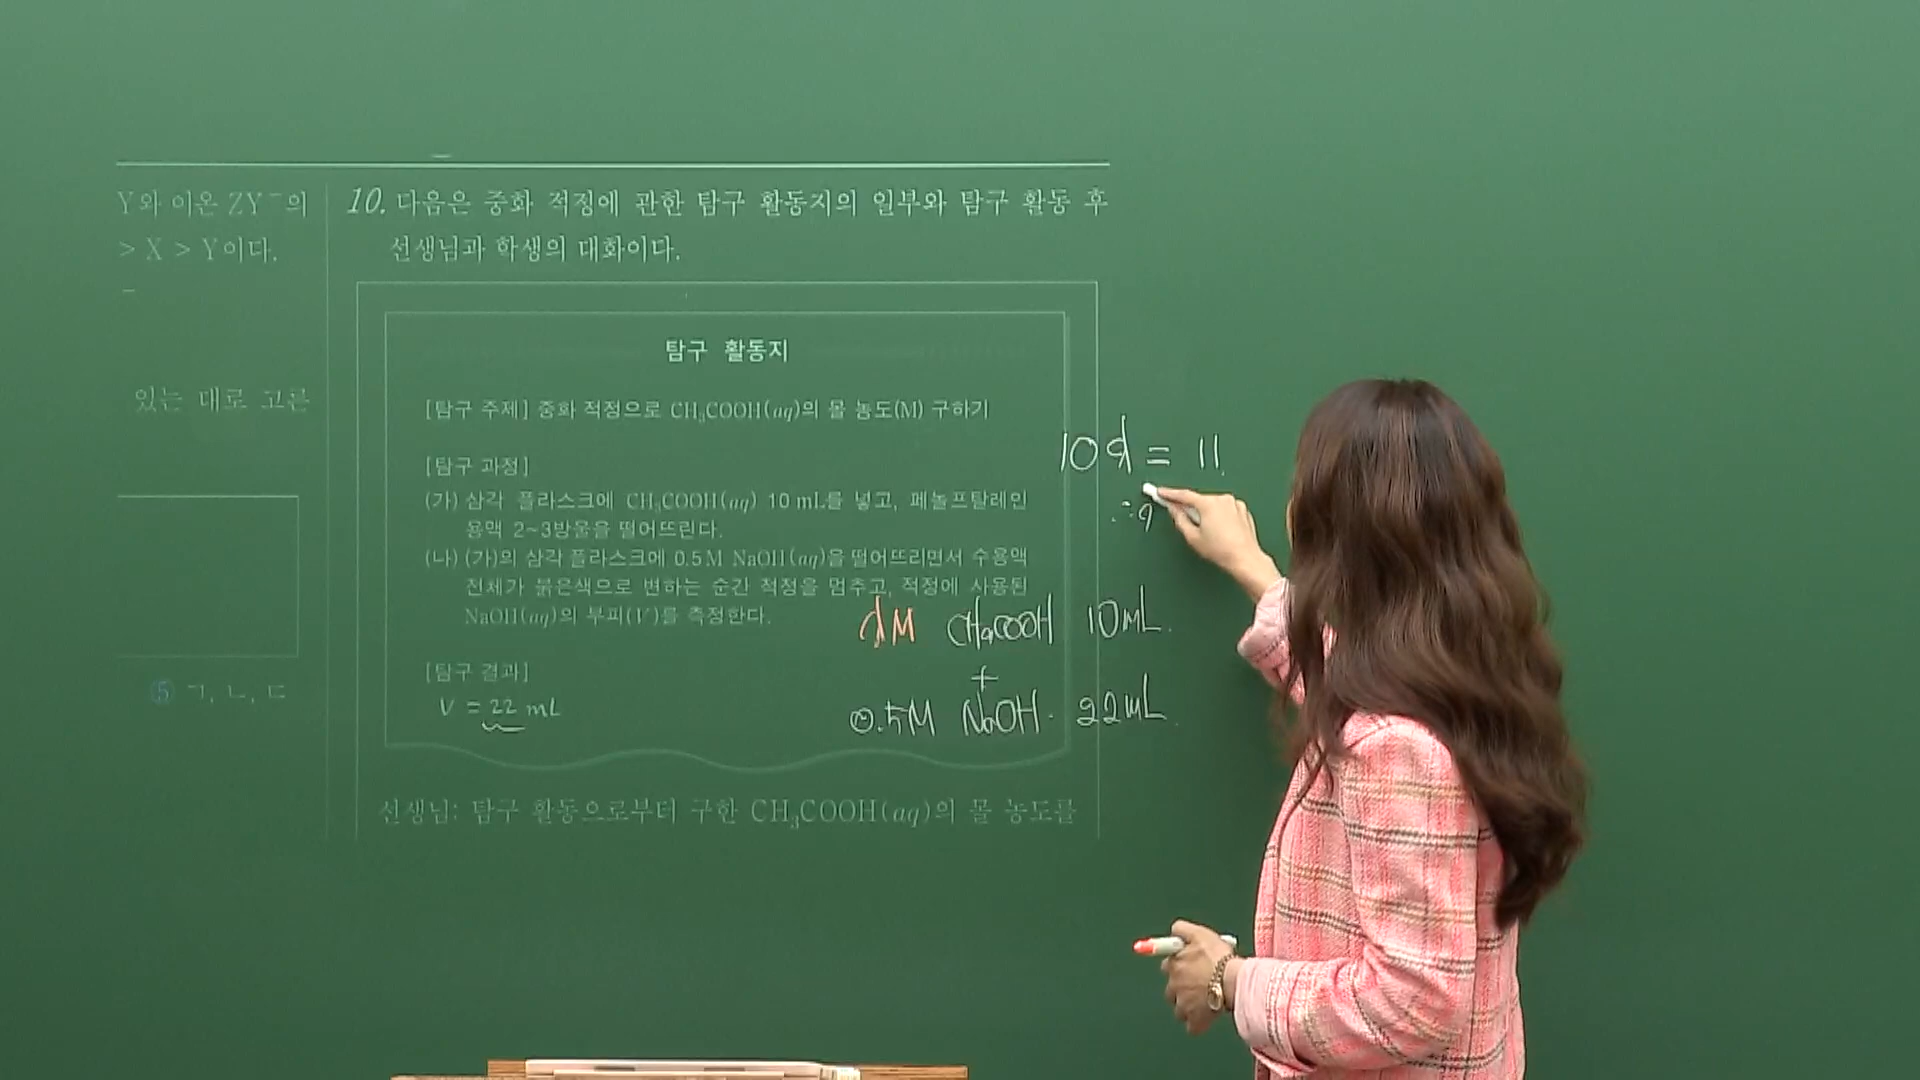 Y와 이온 ZY⁻의
> X > Y이다.
있는 대로 고른
⑤ ㄱ, ㄴ, ㄷ
10. 다음은 중화 적정에 관한 탐구 활동지의 일부와 탐구 활동 후
선생님과 학생의 대화이다.
탐구 활동지
[탐구 주제] 중화 적정으로 CH₃COOH(aq)의 몰 농도(M) 구하기
[탐구 과정]
(가) 삼각 플라스크에 CH₃COOH(aq) 10 mL를 넣고, 페놀프탈레인
용액 2~3방울을 떨어뜨린다.
(나) (가)의 삼각 플라스크에 0.5 M NaOH(aq)을 떨어뜨리면서 수용액
전체가 붉은색으로 변하는 순간 적정을 멈추고, 적정에 사용된
NaOH(aq)의 부피(V)를 측정한다.
[탐구 결과]
V = 22 mL
선생님: 탐구 활동으로부터 구한 CH₃COOH(aq)의 몰 농도를
10a = 11
∴ a
aM CH₃COOH 10mL.
+
0.5M NaOH. 22mL.